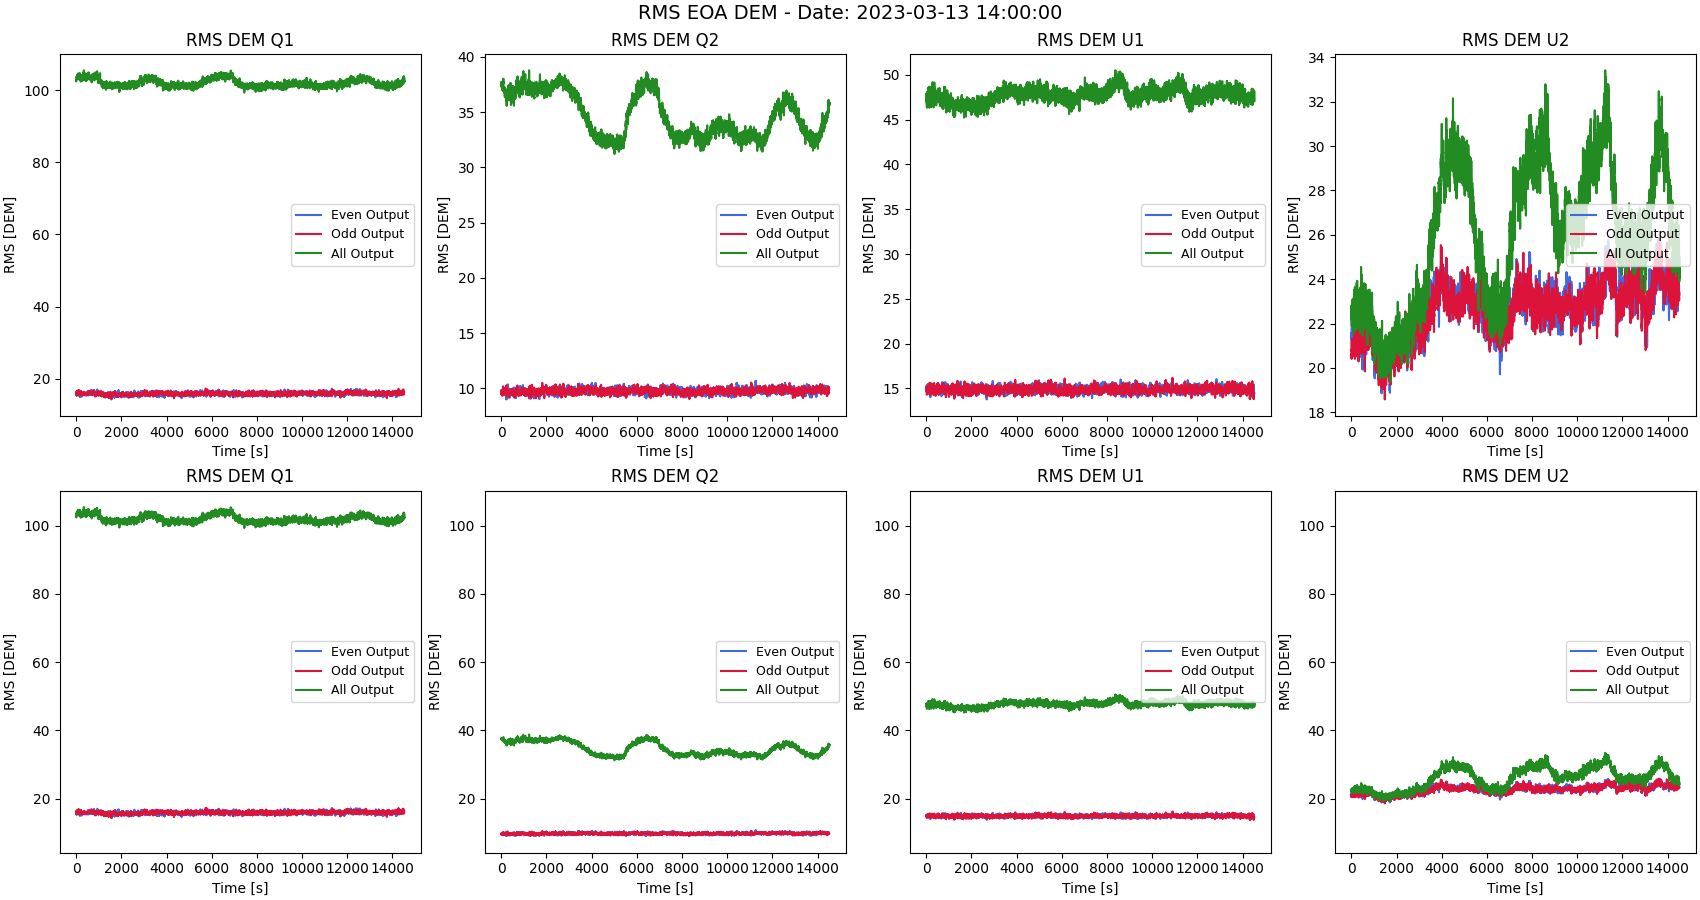 RMS EOA DEM - Date: 2023-03-13 14:00:00
RMS DEM Q1
RMS [DEM]
100
80
60
40
20
0 2000 4000 6000 8000 10000 12000 14000
Time [s]
Even Output
Odd Output
All Output
RMS DEM Q2
RMS [DEM]
40
35
30
25
20
15
10
0 2000 4000 6000 8000 10000 12000 14000
Time [s]
Even Output
Odd Output
All Output
RMS DEM U1
RMS [DEM]
50
45
40
35
30
25
20
15
0 2000 4000 6000 8000 10000 12000 14000
Time [s]
Even Output
Odd Output
All Output
RMS DEM U2
RMS [DEM]
34
32
30
28
26
24
22
20
18
0 2000 4000 6000 8000 10000 12000 14000
Time [s]
Even Output
Odd Output
All Output
RMS DEM Q1
RMS [DEM]
100
80
60
40
20
0 2000 4000 6000 8000 10000 12000 14000
Time [s]
Even Output
Odd Output
All Output
RMS DEM Q2
RMS [DEM]
100
80
60
40
20
0 2000 4000 6000 8000 10000 12000 14000
Time [s]
Even Output
Odd Output
All Output
RMS DEM U1
RMS [DEM]
100
80
60
40
20
0 2000 4000 6000 8000 10000 12000 14000
Time [s]
Even Output
Odd Output
All Output
RMS DEM U2
RMS [DEM]
100
80
60
40
20
0 2000 4000 6000 8000 10000 12000 14000
Time [s]
Even Output
Odd Output
All Output